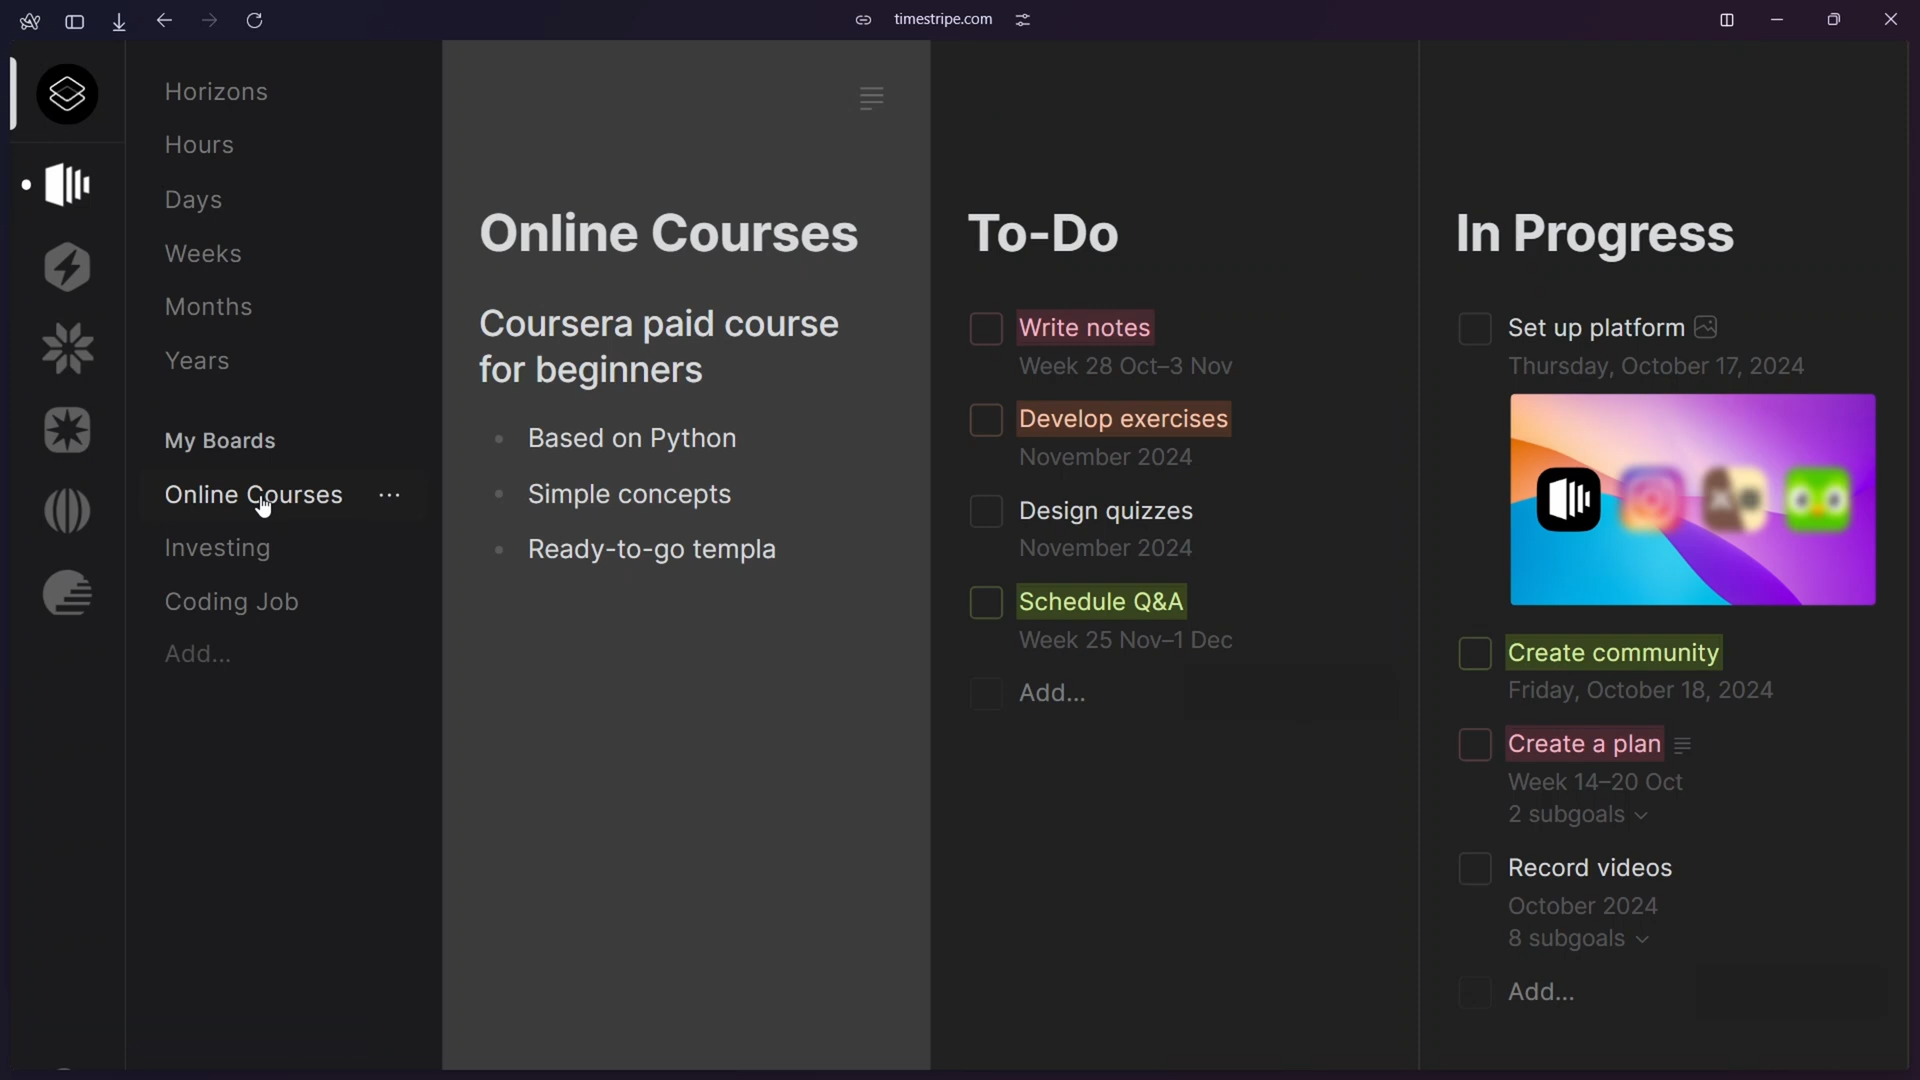 timestripe.com
Horizons
Hours
Days
Weeks
Months
Years
My Boards
Online Courses
Investing
Coding Job
Add...
Online Courses
Coursera paid course
for beginners
• Based on Python
• Simple concepts
• Ready-to-go templa
To-Do
Write notes
Week 28 Oct–3 Nov
Develop exercises
November 2024
Design quizzes
November 2024
Schedule Q&A
Week 25 Nov–1 Dec
Add...
In Progress
Set up platform
Thursday, October 17, 2024
Create community
Friday, October 18, 2024
Create a plan
Week 14–20 Oct
2 subgoals
Record videos
October 2024
8 subgoals
Add...